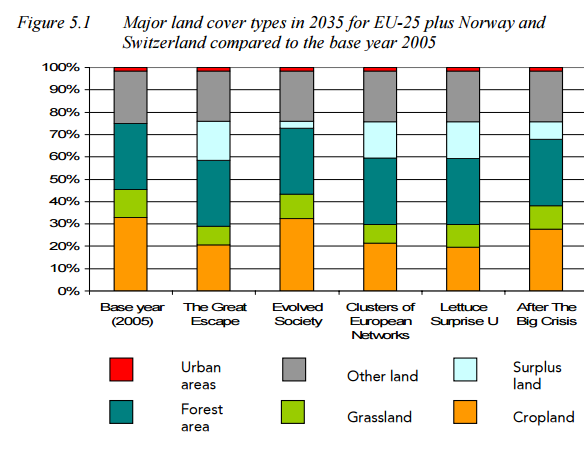 Figure 5.1 Major land cover types in 2035 for EU-25 plus Norway and
Switzerland compared to the base year 2005
100%
90%
80%
70%
60%
50%
40%
30%
20%
10%
0%
Base year
(2005)
The Great
Escape
Evolved
Society
Clusters of
European
Networks
Lettuce
Surprise U
After The
Big Crisis
Urban
areas
Other land
Surplus
land
Forest
area
Grassland
Cropland